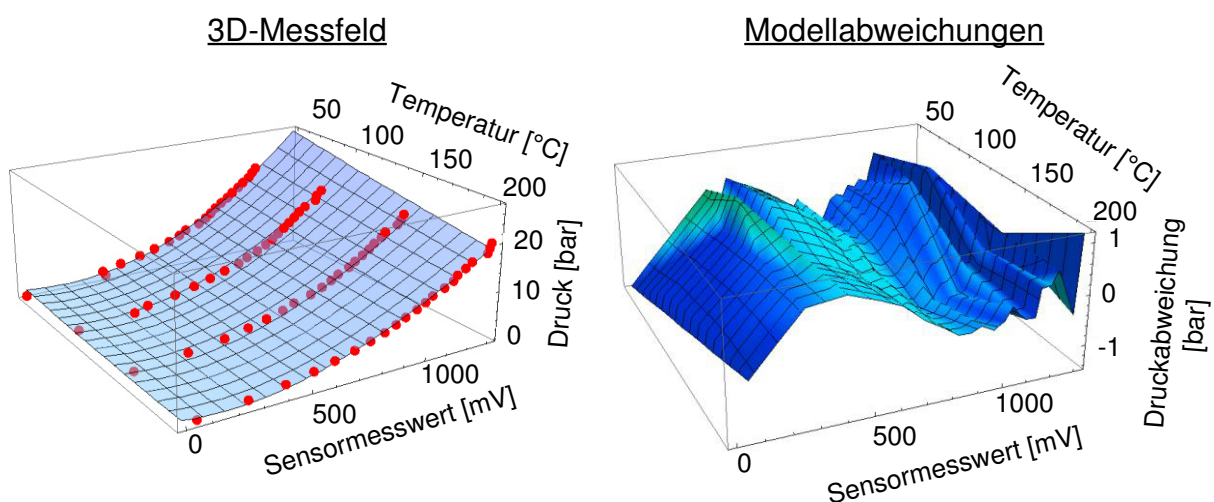 3D-Messfeld
Temperatur [°C]
50
100
150
200
20
10
0
Druck [bar]
0
500
1000
Sensormesswert [mV]
Modellabweichungen
Temperatur [°C]
50
100
150
200
1
0
-1
Druckabweichung
[bar]
0
500
1000
Sensormesswert [mV]